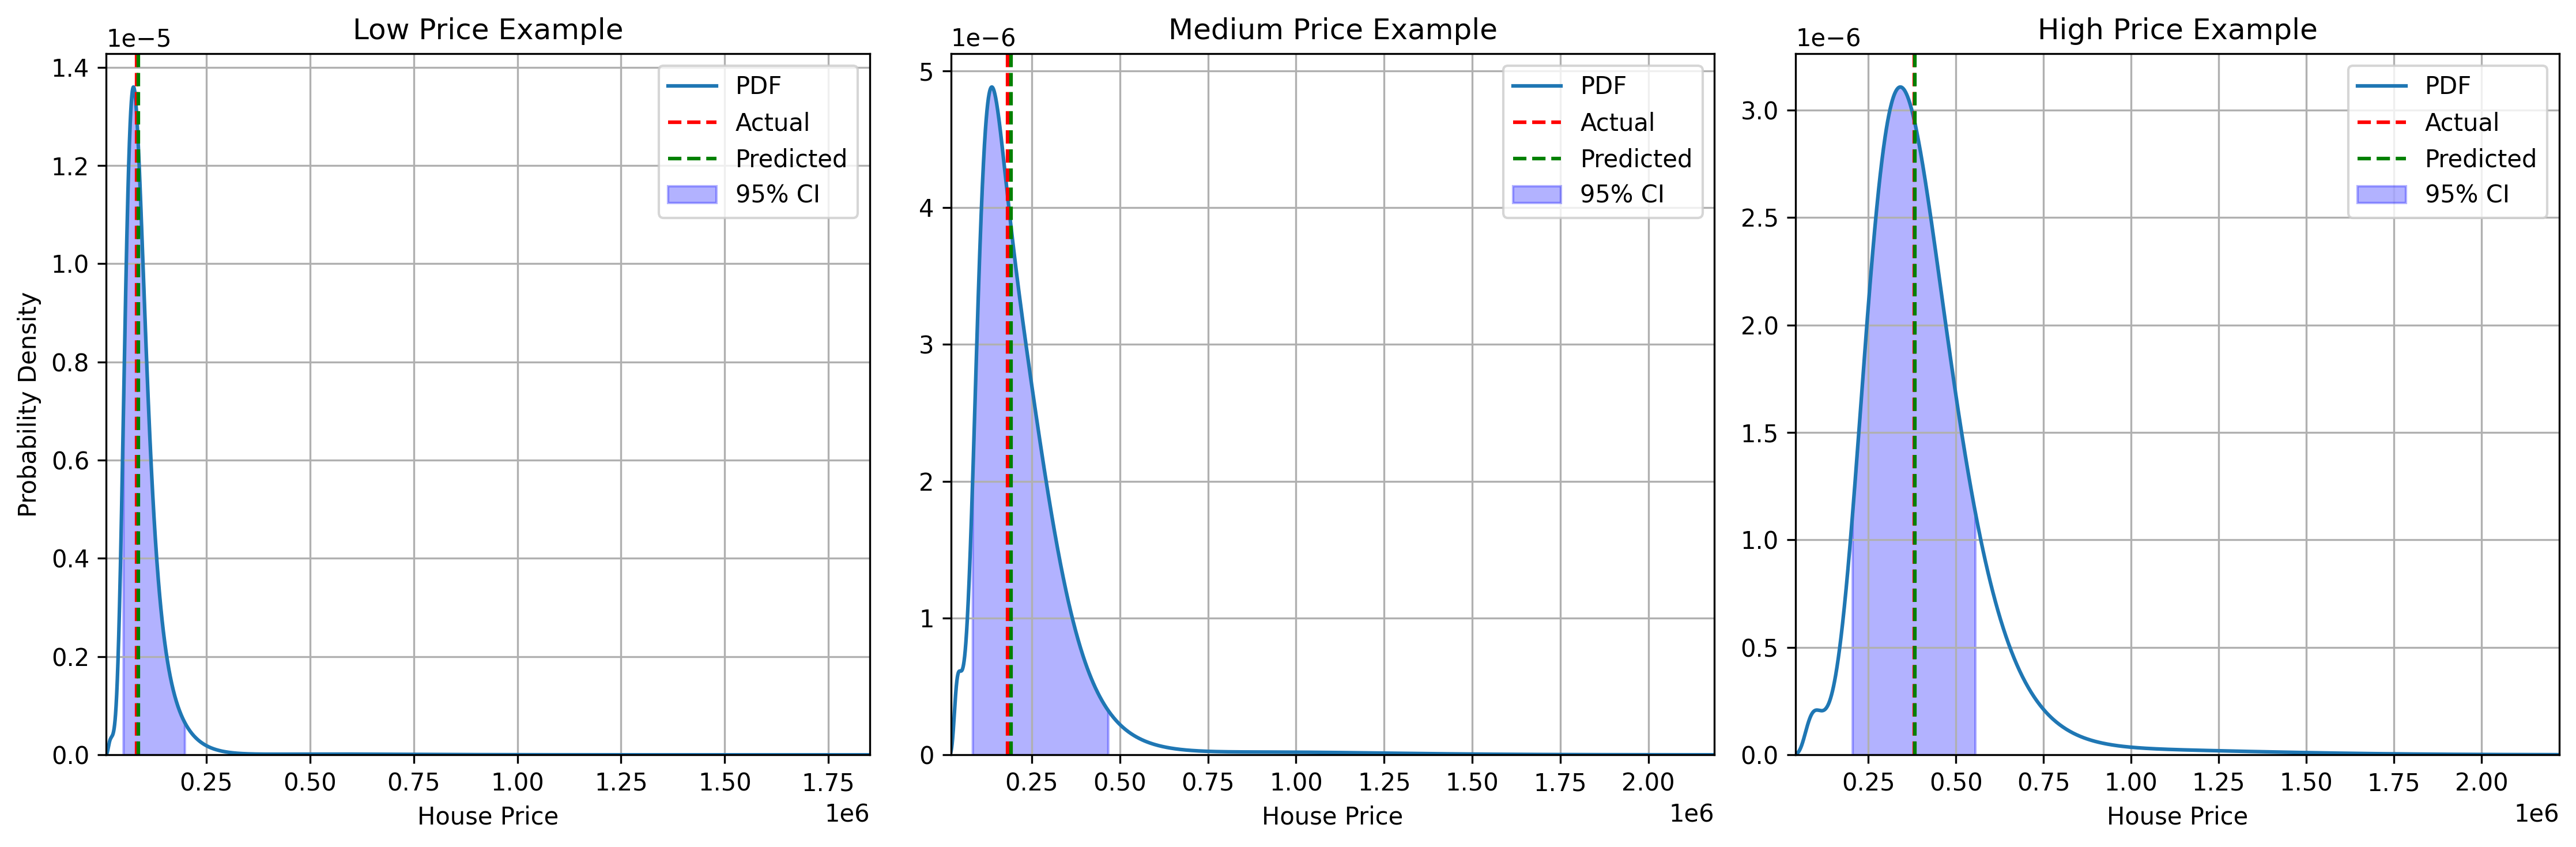 Low Price Example
1e−5
1.4
1.2
1.0
0.8
0.6
0.4
0.2
0.0
Probability Density
0.25 0.50 0.75 1.00 1.25 1.50 1.75
1e6
House Price
PDF
Actual
Predicted
95% CI
Medium Price Example
1e−6
5
4
3
2
1
0
0.25 0.50 0.75 1.00 1.25 1.50 1.75 2.00
1e6
House Price
PDF
Actual
Predicted
95% CI
High Price Example
1e−6
3.0
2.5
2.0
1.5
1.0
0.5
0.0
0.25 0.50 0.75 1.00 1.25 1.50 1.75 2.00
1e6
House Price
PDF
Actual
Predicted
95% CI